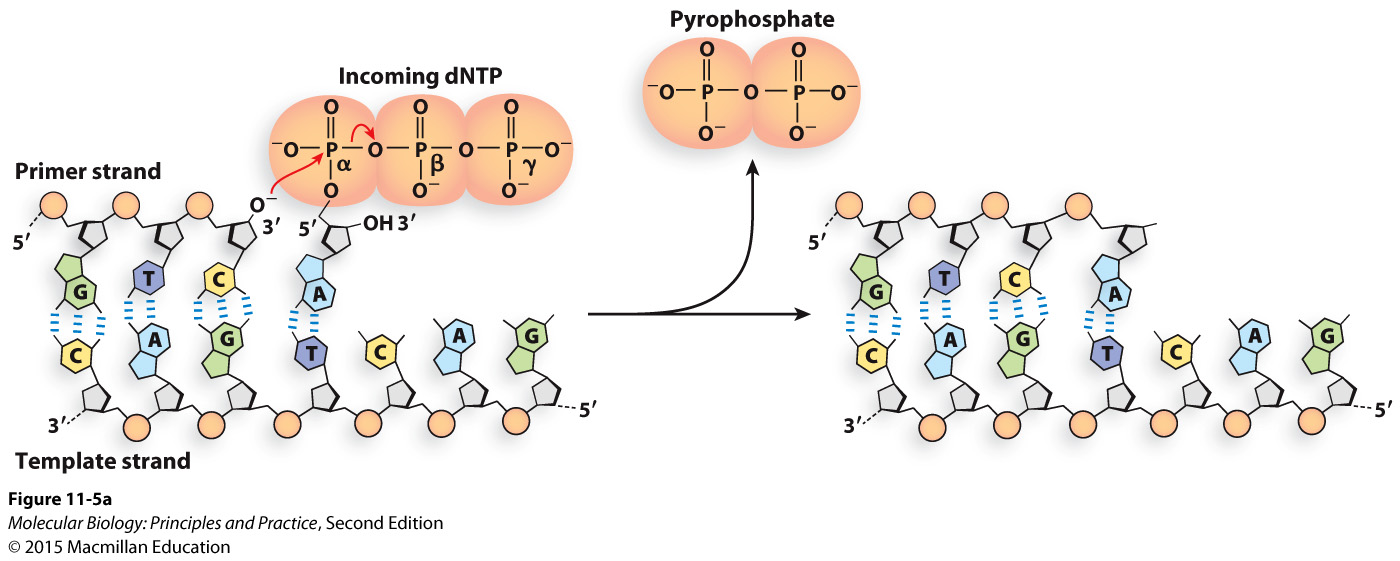 Pyrophosphate
O O
⁻O P O P O⁻
O⁻ O⁻
Incoming dNTP
O O O
⁻O P O P O P O⁻
α β γ
O O⁻ O⁻
Primer strand
O⁻
3′
5′
5′ OH 3′
G T C A
C A G T C A G
3′ 5′
Template strand
5′
G T C A
C A G T C A G
3′ 5′
Figure 11-5a
Molecular Biology: Principles and Practice, Second Edition
© 2015 Macmillan Education